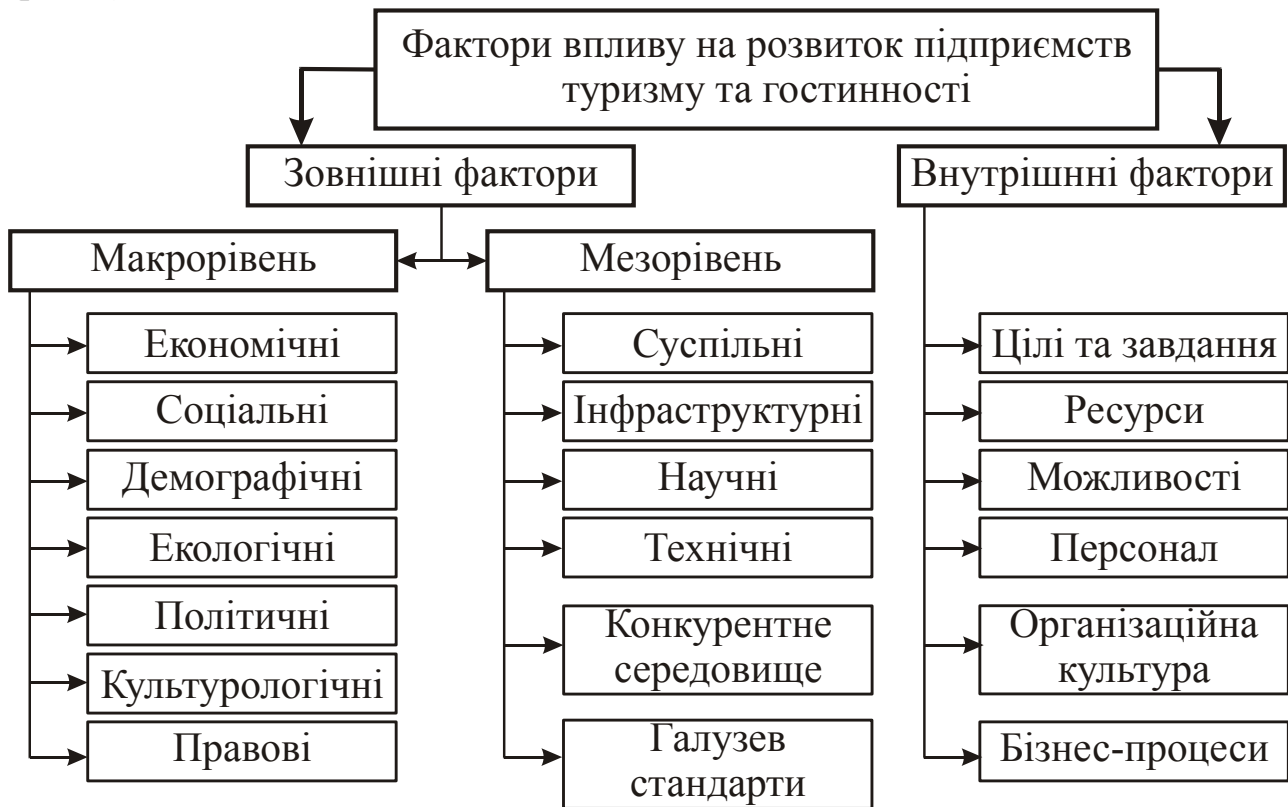 Фактори впливу на розвиток підприємств
туризму та гостинності
Зовнішні фактори
Внутрішнні фактори
Макрорівень
Мезорівень
Економічні
Соціальні
Демографічні
Екологічні
Політичні
Культурологічні
Правові
Суспільні
Інфраструктурні
Научні
Технічні
Конкурентне
середовище
Галузев
стандарти
Цілі та завдання
Ресурси
Можливості
Персонал
Організаційна
культура
Бізнес-процеси